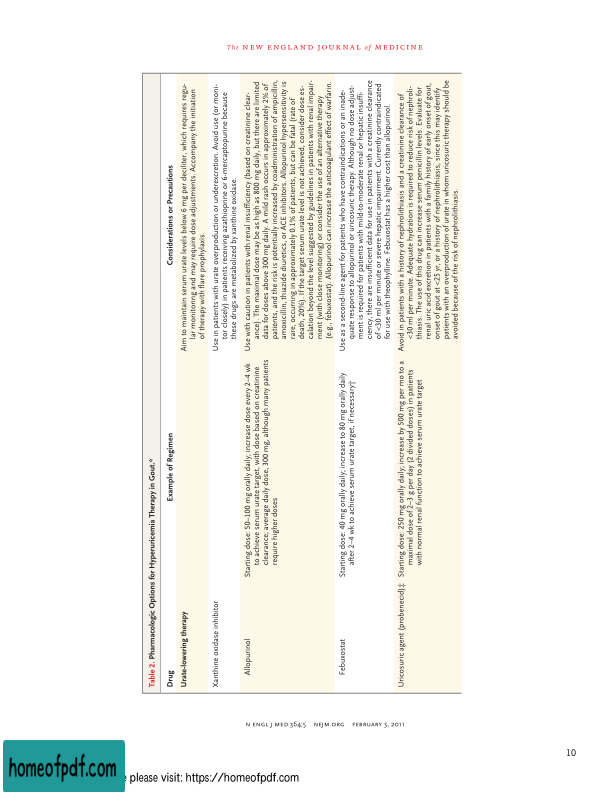 The NEW ENGLAND JOURNAL of MEDICINE
Table 2. Pharmacologic Options for Hyperuricemia Therapy in Gout.*
Drug
Example of Regimen
Considerations or Precautions
Urate-lowering therapy
Aim to maintain serum urate levels below 6 mg per deciliter, which requires regu-
lar monitoring and may require dose adjustments. Accompany the initiation
of therapy with flare prophylaxis.
Xanthine oxidase inhibitor
Use in patients with urate overproduction or underexcretion. Avoid use (or moni-
tor closely) in patients receiving azathioprine or 6-mercaptopurine because
these drugs are metabolized by xanthine oxidase.
Allopurinol
Starting dose: 50–100 mg orally daily; increase dose every 2–4 wk
to achieve serum urate target, with dose based on creatinine
clearance; average daily dose, 300 mg, although many patients
require higher doses
Use with caution in patients with renal insufficiency (based on creatinine clear-
ance). The maximal dose may be as high as 800 mg daily, but there are limited
data for doses above 300 mg daily. A mild rash occurs in approximately 2% of
patients, and the risk is potentially increased by coadministration of ampicillin,
amoxicillin, thiazide diuretics, or ACE inhibitors. Allopurinol hypersensitivity is
rare, occurring in approximately 0.1% of patients, but can be fatal (rate of
death, 20%). If the target serum urate level is not achieved, consider dose es-
calation beyond the level suggested by guidelines in patients with renal impair-
ment (with close monitoring) or consider the use of an alternative therapy
(e.g., febuxostat). Allopurinol can increase the anticoagulant effect of warfarin.
Febuxostat
Starting dose: 40 mg orally daily; increase to 80 mg orally daily
after 2–4 wk to achieve serum urate target, if necessary†
Use as a second-line agent for patients who have contraindications or an inade-
quate response to allopurinol or uricosuric therapy. Although no dose adjust-
ment is required for patients with mild-to-moderate renal or hepatic insuffi-
ciency, there are insufficient data for use in patients with a creatinine clearance
of <30 ml per minute or severe hepatic impairment. Currently contraindicated
for use with theophylline. Febuxostat has a higher cost than allopurinol.
Uricosuric agent (probenecid)‡
Starting dose: 250 mg orally daily; increase by 500 mg per mo to a
maximal dose of 2–3 g per day (2 divided doses) in patients
with normal renal function to achieve serum urate target
Avoid in patients with a history of nephrolithiasis and a creatinine clearance of
<30 ml per minute. Adequate hydration is required to reduce risk of nephroli-
thiasis. The use of this drug can increase serum penicillin levels. Evaluate for
renal uric acid excretion in patients with a family history of early onset of gout,
onset of gout at <25 yr, or a history of nephrolithiasis, since this may identify
patients with an overproduction of urate in whom uricosuric therapy should be
avoided because of the risk of nephrolithiasis.
N ENGL J MED 364;5 NEJM.ORG FEBRUARY 3, 2011
10
homeofpdf.com
please visit: https://homeofpdf.com